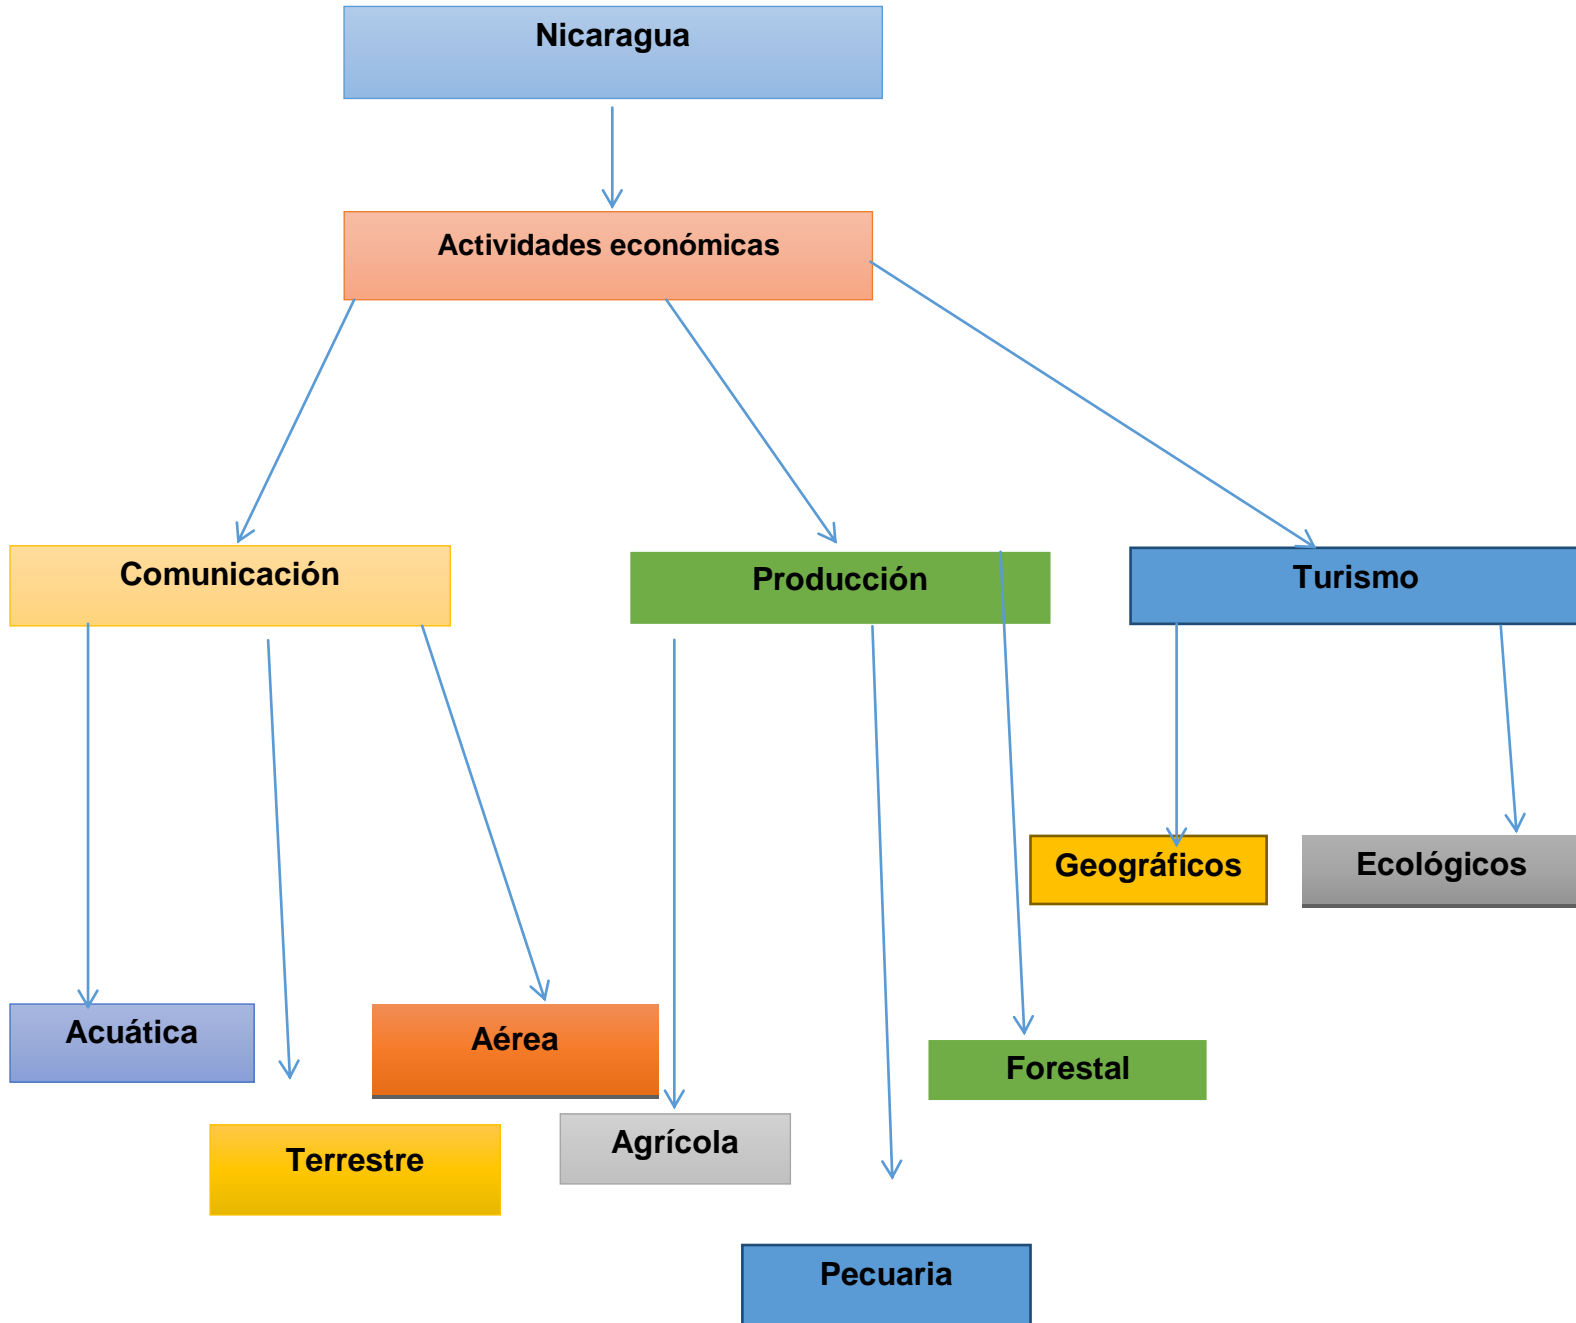 Nicaragua
Actividades económicas
Comunicación
Producción
Turismo
Geográficos
Ecológicos
Acuática
Aérea
Forestal
Agrícola
Terrestre
Pecuaria